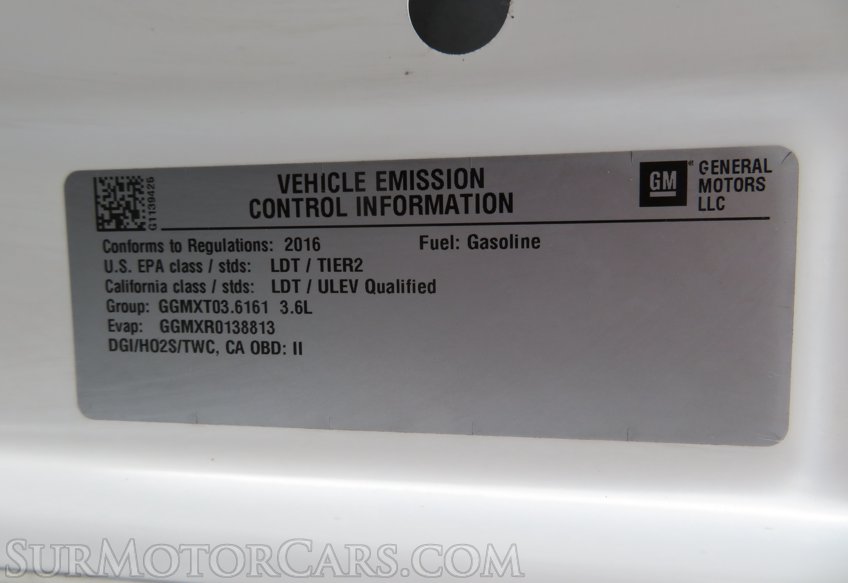 G1139426
VEHICLE EMISSION
CONTROL INFORMATION
GM
GENERAL
MOTORS
LLC
Conforms to Regulations: 2016 Fuel: Gasoline
U.S. EPA class / stds: LDT / TIER2
California class / stds: LDT / ULEV Qualified
Group: GGMXT03.6161 3.6L
Evap: GGMXR0138813
DGI/HO2S/TWC, CA OBD: II
SurMotorCars.com